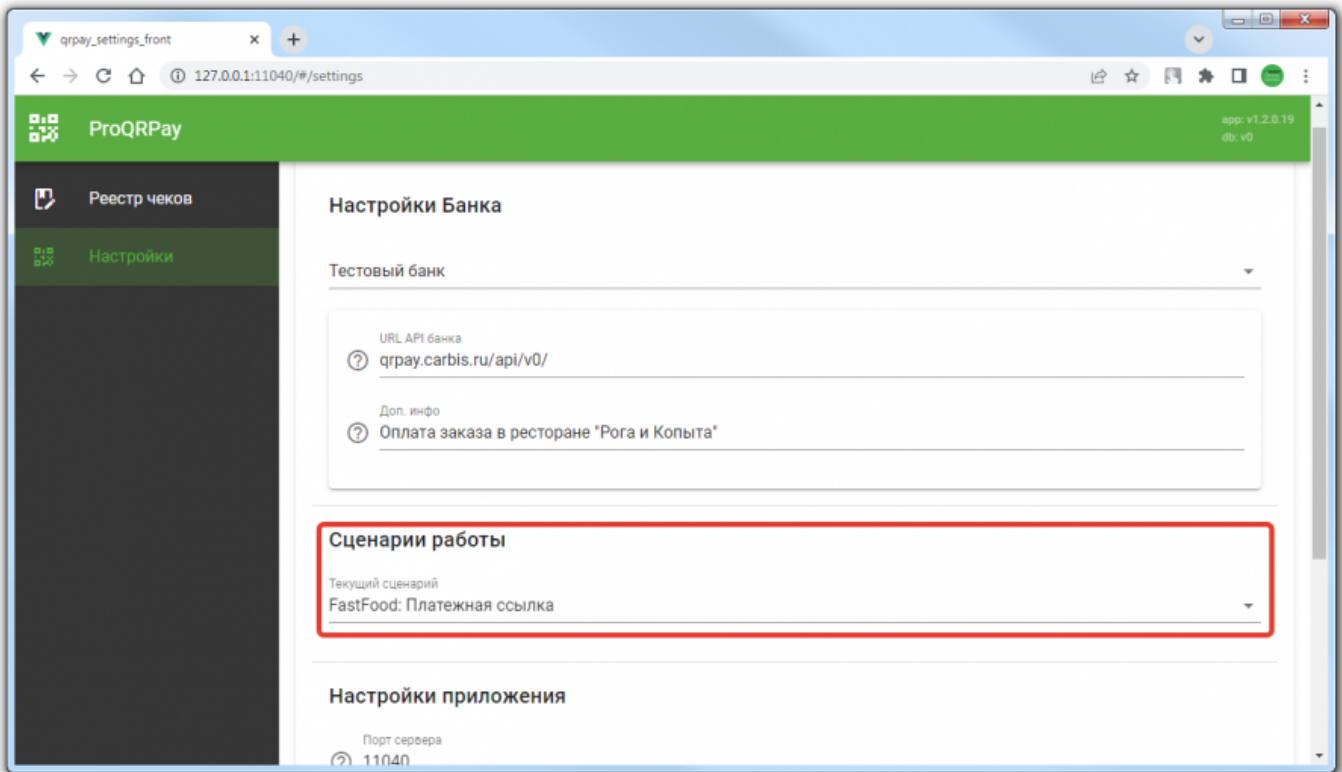 qrpay_settings_front
127.0.0.1:11040/#/settings
ProQRPay
app: v1.2.0.19
db: v0
Реестр чеков
Настройки
Настройки Банка
Тестовый банк
URL API банка
qrpay.carbis.ru/api/v0/
Доп. инфо
Оплата заказа в ресторане "Рога и Копыта"
Сценарии работы
Текущий сценарий
FastFood: Платежная ссылка
Настройки приложения
Порт сервера
11040